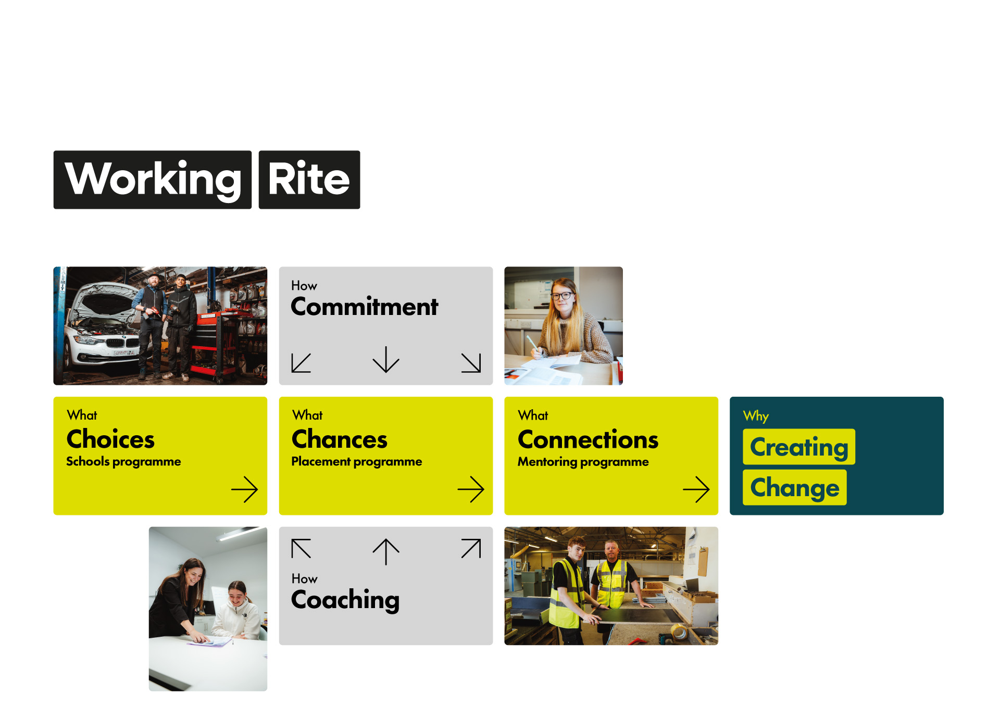 Working Rite
How
Commitment
What
Choices
Schools programme
What
Chances
Placement programme
What
Connections
Mentoring programme
Why
Creating
Change
How
Coaching